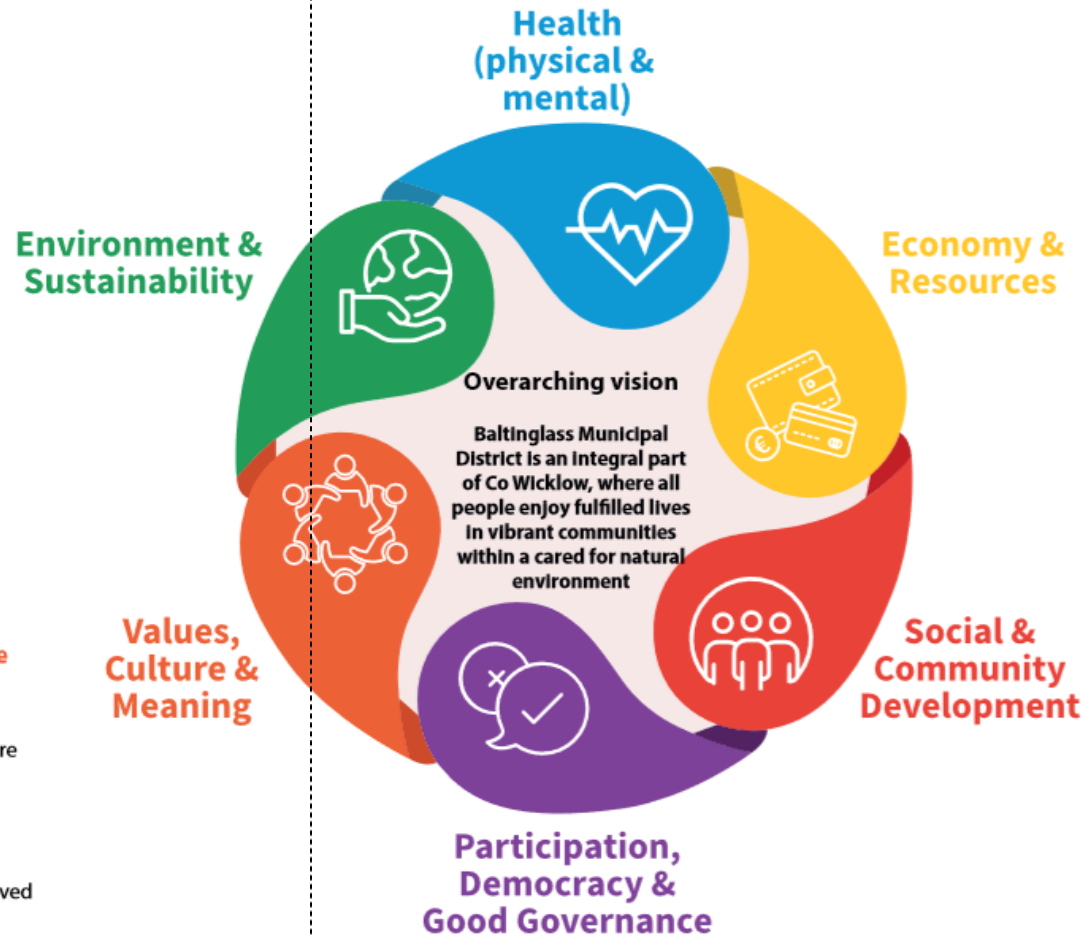 Health
(physical &
mental)
Environment &
Sustainability
Economy &
Resources
Overarching vision
Baltinglass Municipal
District is an integral part
of Co Wicklow, where all
people enjoy fulfilled lives
in vibrant communities
within a cared for natural
environment
€
Values,
Culture &
Meaning
Social &
Community
Development
Participation,
Democracy &
Good Governance
e
re
ved